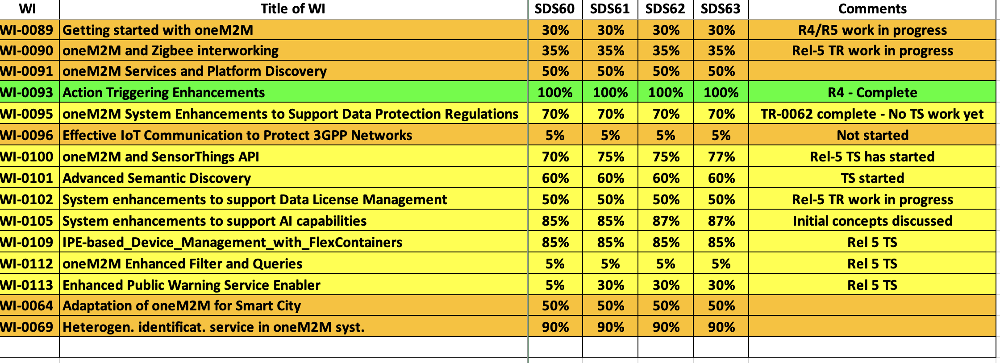 WI Title of WI SDS60 SDS61 SDS62 SDS63 Comments
WI-0089 Getting started with oneM2M 30% 30% 30% 30% R4/R5 work in progress
WI-0090 oneM2M and Zigbee interworking 35% 35% 35% 35% Rel-5 TR work in progress
WI-0091 oneM2M Services and Platform Discovery 50% 50% 50% 50%
WI-0093 Action Triggering Enhancements 100% 100% 100% 100% R4 - Complete
WI-0095 oneM2M System Enhancements to Support Data Protection Regulations 70% 70% 70% 70% TR-0062 complete - No TS work yet
WI-0096 Effective IoT Communication to Protect 3GPP Networks 5% 5% 5% 5% Not started
WI-0100 oneM2M and SensorThings API 70% 75% 75% 77% Rel-5 TS has started
WI-0101 Advanced Semantic Discovery 60% 60% 60% 60% TS started
WI-0102 System enhancements to support Data License Management 50% 50% 50% 50% Rel-5 TR work in progress
WI-0105 System enhancements to support AI capabilities 85% 85% 87% 87% Initial concepts discussed
WI-0109 IPE-based_Device_Management_with_FlexContainers 85% 85% 85% 85% Rel 5 TS
WI-0112 oneM2M Enhanced Filter and Queries 5% 5% 5% 5% Rel 5 TS
WI-0113 Enhanced Public Warning Service Enabler 5% 30% 30% 30% Rel 5 TS
WI-0064 Adaptation of oneM2M for Smart City 50% 50% 50% 50%
WI-0069 Heterogen. identificat. service in oneM2M syst. 90% 90% 90% 90%